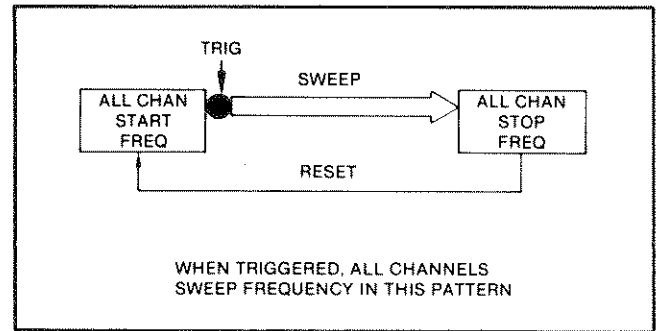 TRIG
SWEEP
ALL CHAN
START
FREQ
ALL CHAN
STOP
FREQ
RESET
WHEN TRIGGERED, ALL CHANNELS
SWEEP FREQUENCY IN THIS PATTERN